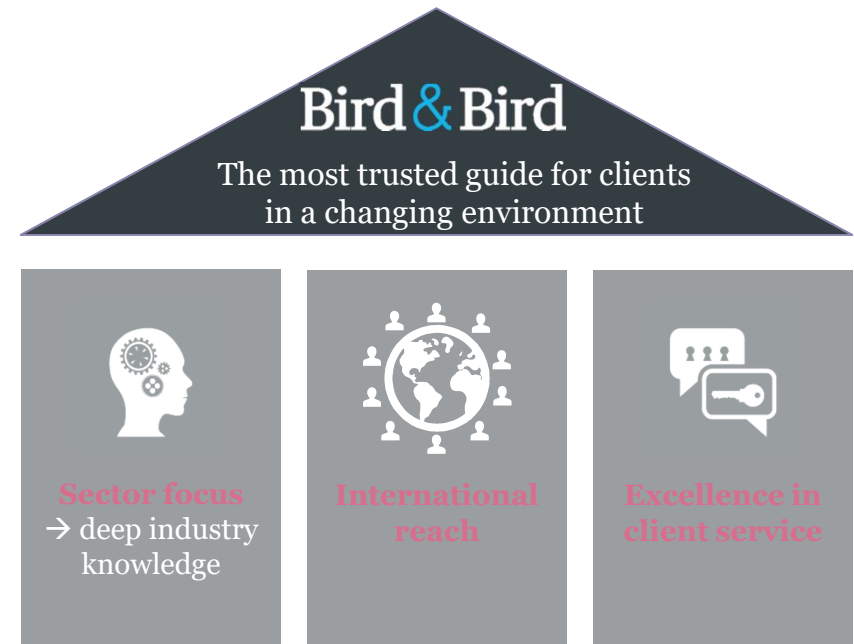 Bird & Bird
The most trusted guide for clients
in a changing environment
Sector focus
→ deep industry
knowledge
International
reach
Excellence in
client service